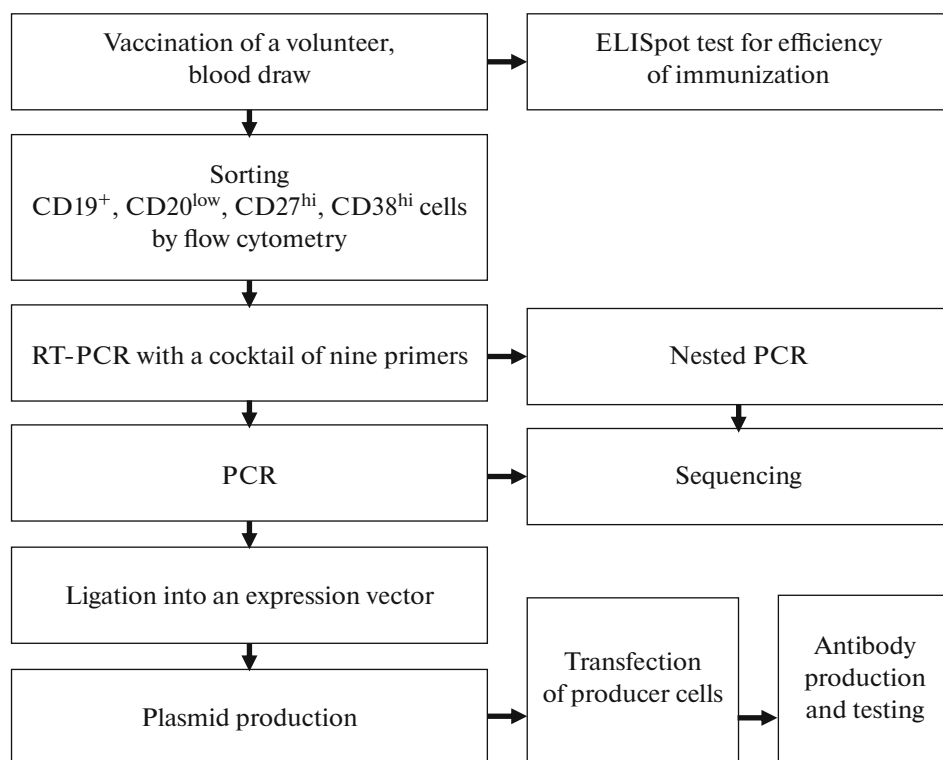 Vaccination of a volunteer,
blood draw
ELISpot test for efficiency
of immunization
Sorting
CD19⁺, CD20ˡᵒʷ, CD27ʰⁱ, CD38ʰⁱ cells
by flow cytometry
RT-PCR with a cocktail of nine primers
Nested PCR
PCR
Sequencing
Ligation into an expression vector
Plasmid production
Transfection
of producer cells
Antibody
production
and testing